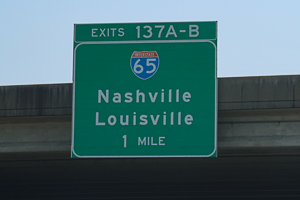 EXITS 137A-B
INTERSTATE
65
Nashville
Louisville
1 MILE